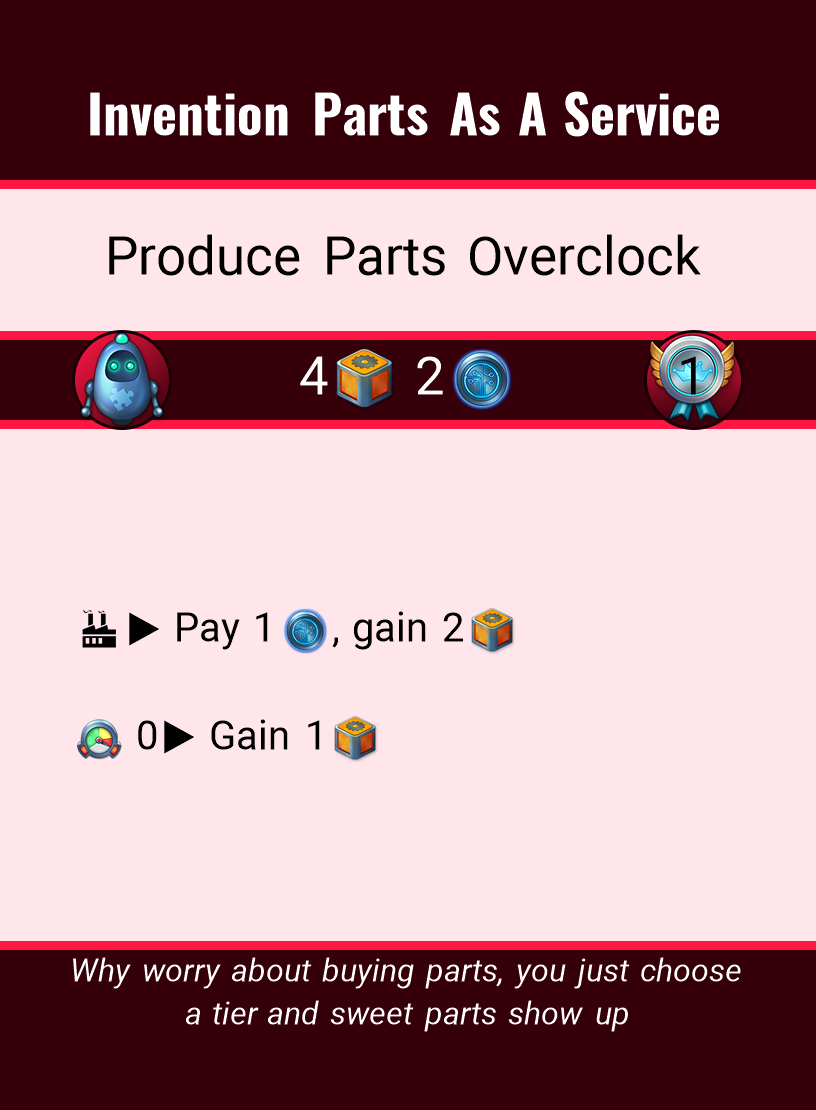 Invention Parts As A Service
Produce Parts Overclock
4 2 1
Pay 1 , gain 2
0 Gain 1
Why worry about buying parts, you just choose
a tier and sweet parts show up